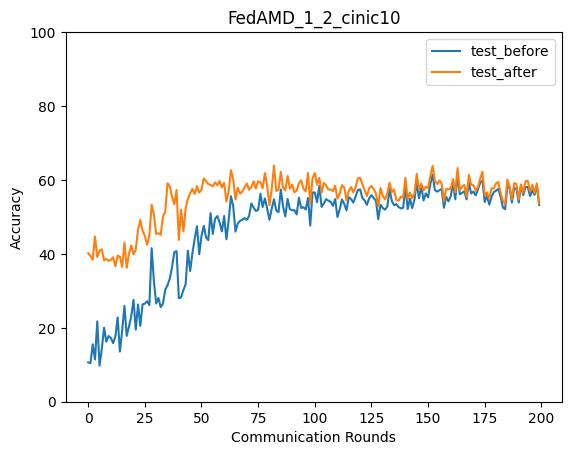 FedAMD_1_2_cinic10
test_before
test_after
Accuracy
100
80
60
40
20
0
0 25 50 75 100 125 150 175 200
Communication Rounds